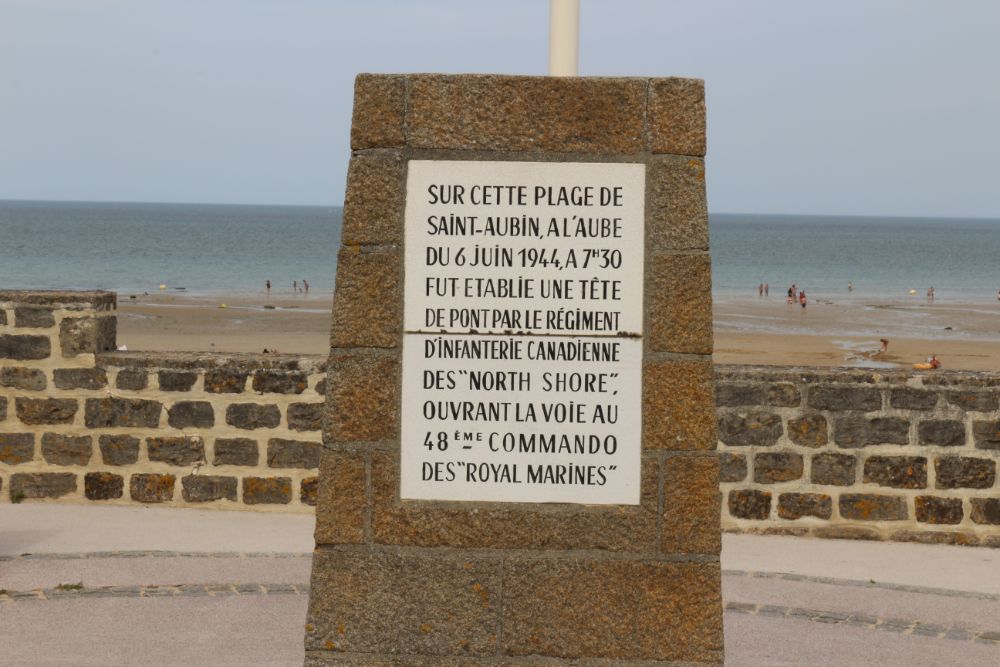 SUR CETTE PLAGE DE
SAINT-AUBIN, A L'AUBE
DU 6 JUIN 1944, A 7ᴴ30
FUT ETABLIE UNE TÊTE
DE PONT PAR LE RÉGIMENT
D'INFANTERIE CANADIENNE
DES "NORTH SHORE",
OUVRANT LA VOIE AU
48ÈME COMMANDO
DES "ROYAL MARINES"